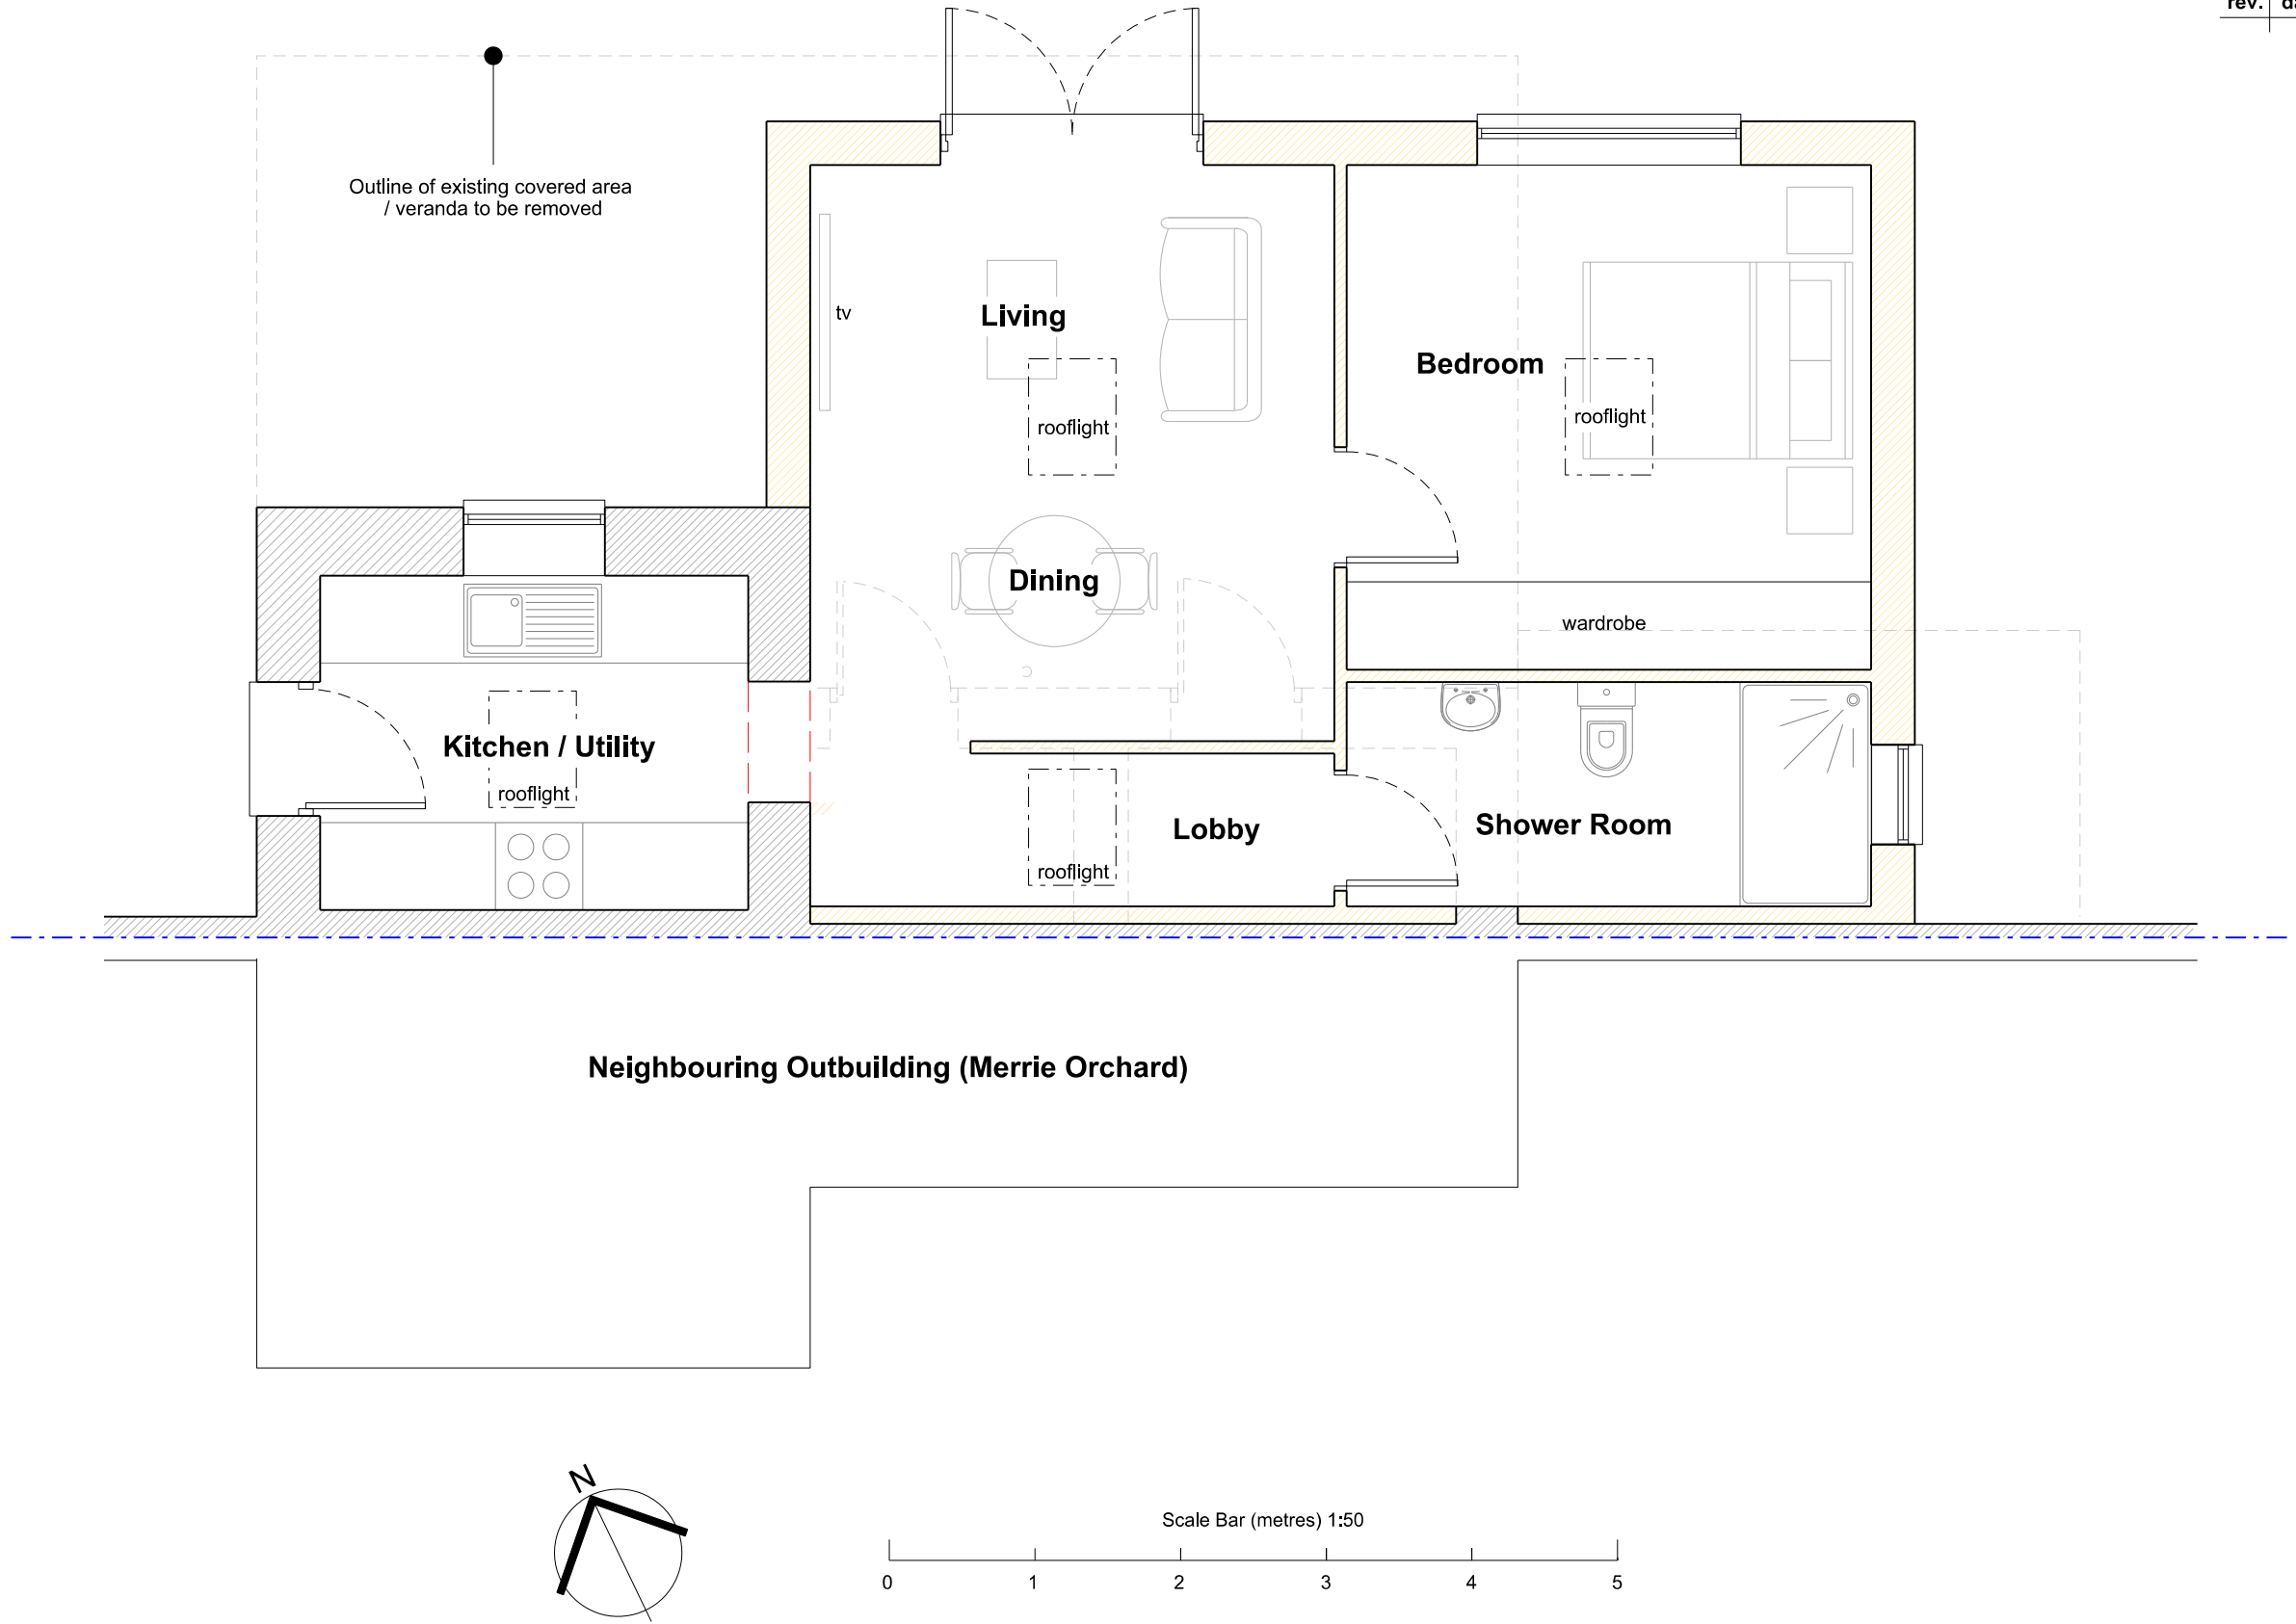 rev.
Outline of existing covered area
/ veranda to be removed
tv
Living
rooflight
Bedroom
rooflight
Dining
wardrobe
Kitchen / Utility
rooflight
Lobby
rooflight
Shower Room
Neighbouring Outbuilding (Merrie Orchard)
N
Scale Bar (metres) 1:50
0 1 2 3 4 5